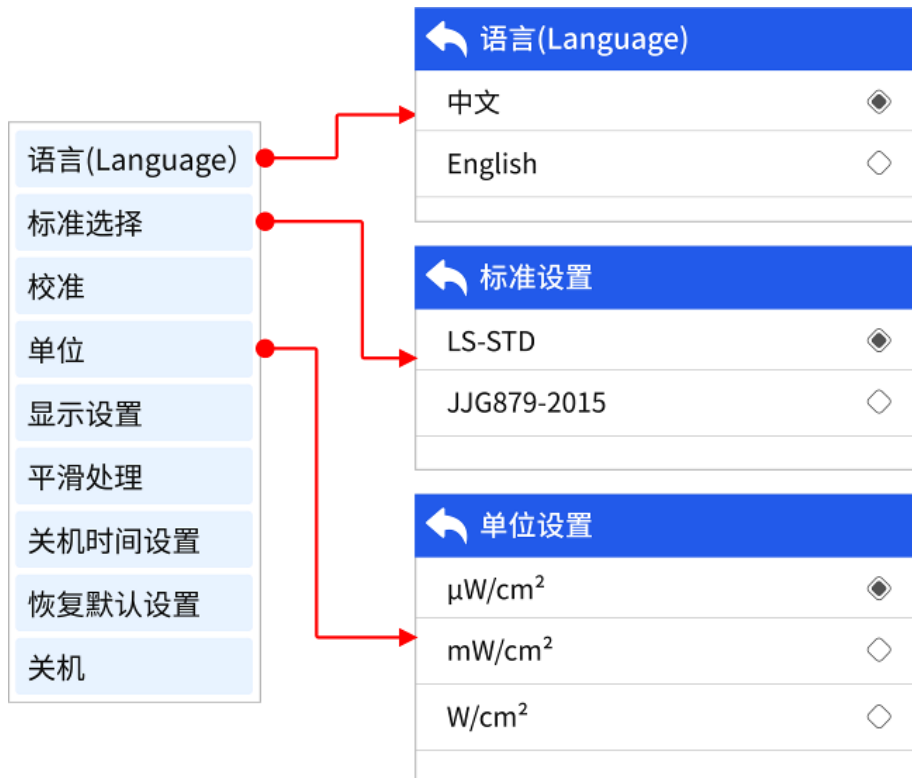 语言(Language）
标准选择
校准
单位
显示设置
平滑处理
关机时间设置
恢复默认设置
关机
语言(Language)
中文
English
标准设置
LS-STD
JJG879-2015
单位设置
μW/cm²
mW/cm²
W/cm²